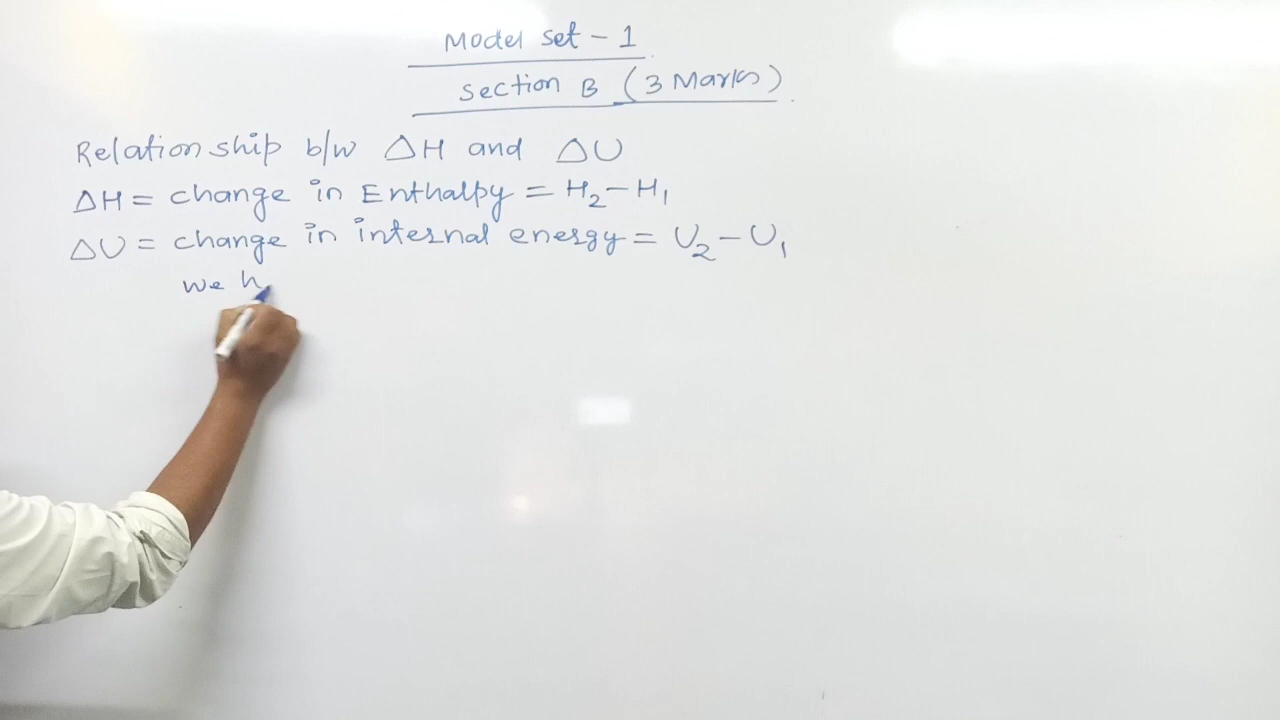 Model set - 1
section B (3 Marks)
Relationship b/w ΔH and ΔU
ΔH = change in Enthalpy = H₂ - H₁
ΔU = change in internal energy = U₂ - U₁
we h